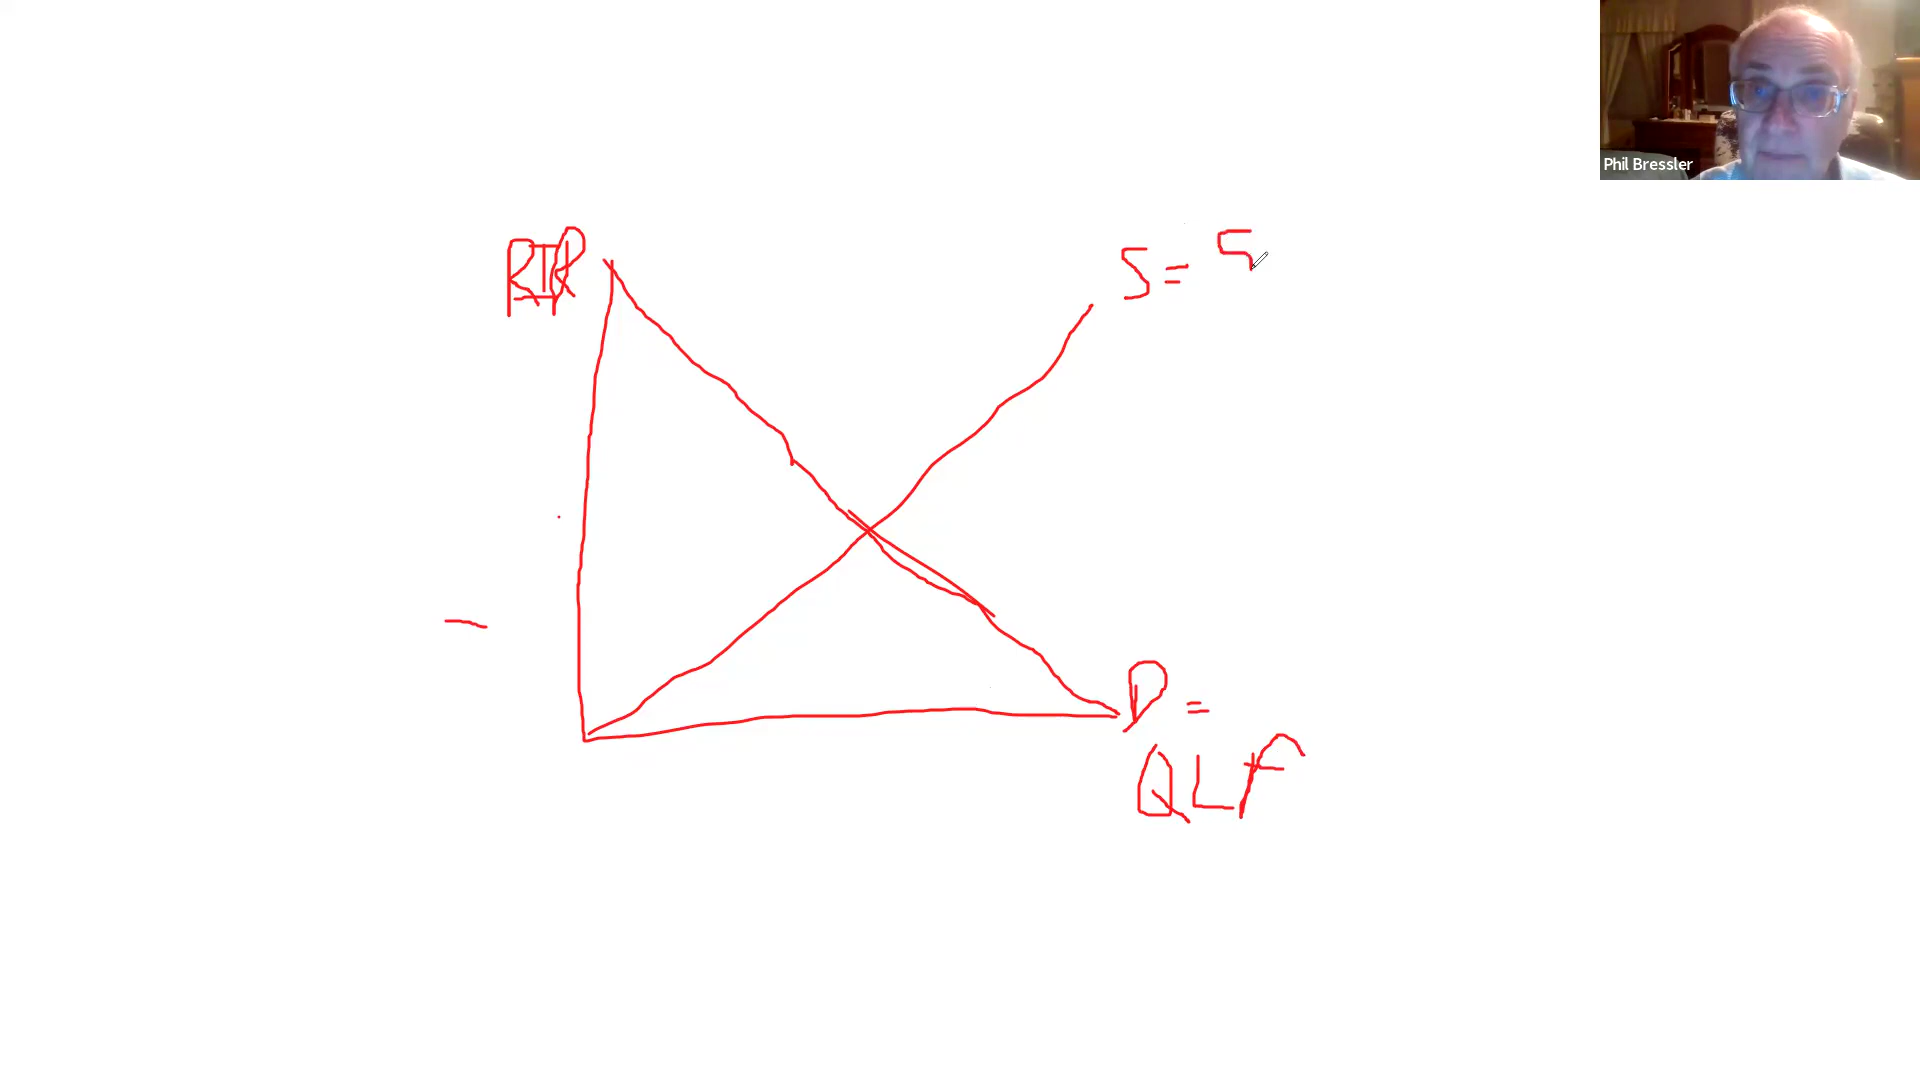 Phil Bressler
RIR
S = S
D =
QLF